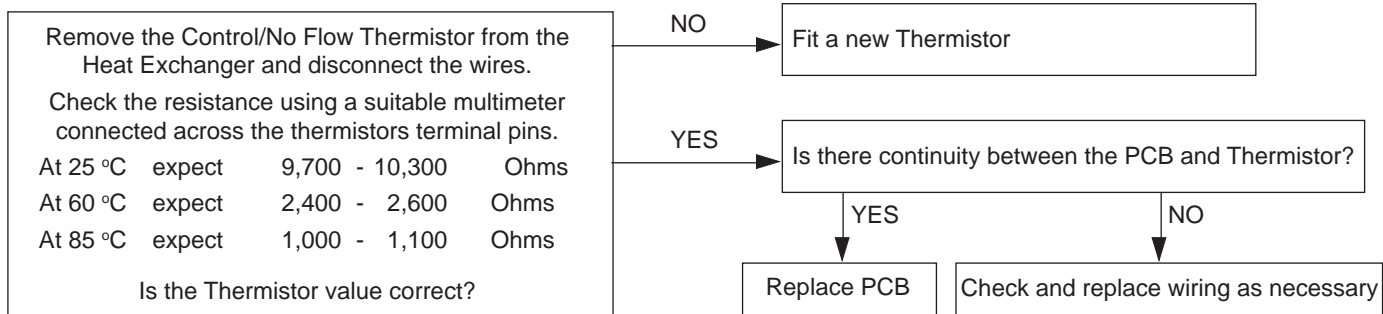 Remove the Control/No Flow Thermistor from the
Heat Exchanger and disconnect the wires.
Check the resistance using a suitable multimeter
connected across the thermistors terminal pins.
At 25 °C expect 9,700 - 10,300 Ohms
At 60 °C expect 2,400 - 2,600 Ohms
At 85 °C expect 1,000 - 1,100 Ohms
Is the Thermistor value correct?
NO
Fit a new Thermistor
YES
Is there continuity between the PCB and Thermistor?
YES
NO
Replace PCB
Check and replace wiring as necessary